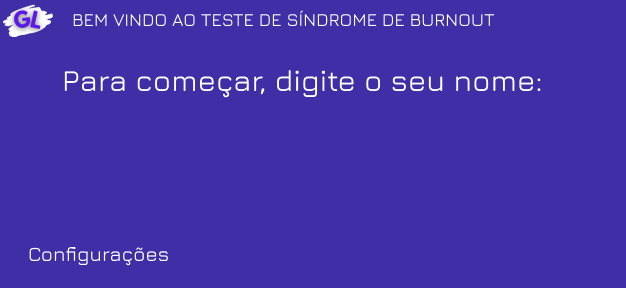 GL
BEM VINDO AO TESTE DE SÍNDROME DE BURNOUT
Para começar, digite o seu nome:
Configurações